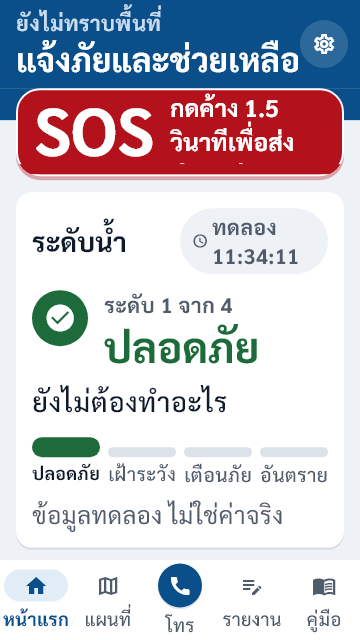 ยังไม่ทราบพื้นที่
แจ้งภัยและช่วยเหลือ
SOS
กดค้าง 1.5
วินาทีเพื่อส่ง
ระดับน้ำ
ทดลอง
11:34:11
ระดับ 1 จาก 4
ปลอดภัย
ยังไม่ต้องทำอะไร
ปลอดภัย เฝ้าระวัง เตือนภัย อันตราย
ข้อมูลทดลอง ไม่ใช่ค่าจริง
หน้าแรก แผนที่ โทร รายงาน คู่มือ